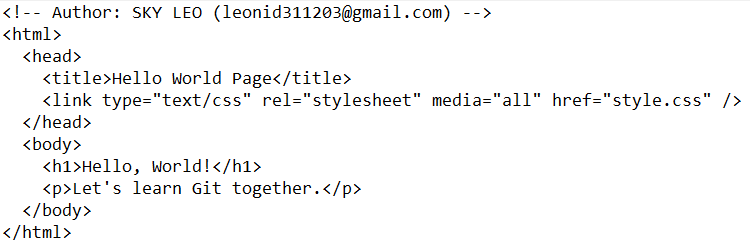 <!-- Author: SKY LEO (leonid311203@gmail.com) -->
<html>
  <head>
    <title>Hello World Page</title>
    <link type="text/css" rel="stylesheet" media="all" href="style.css" />
  </head>
  <body>
    <h1>Hello, World!</h1>
    <p>Let's learn Git together.</p>
  </body>
</html>